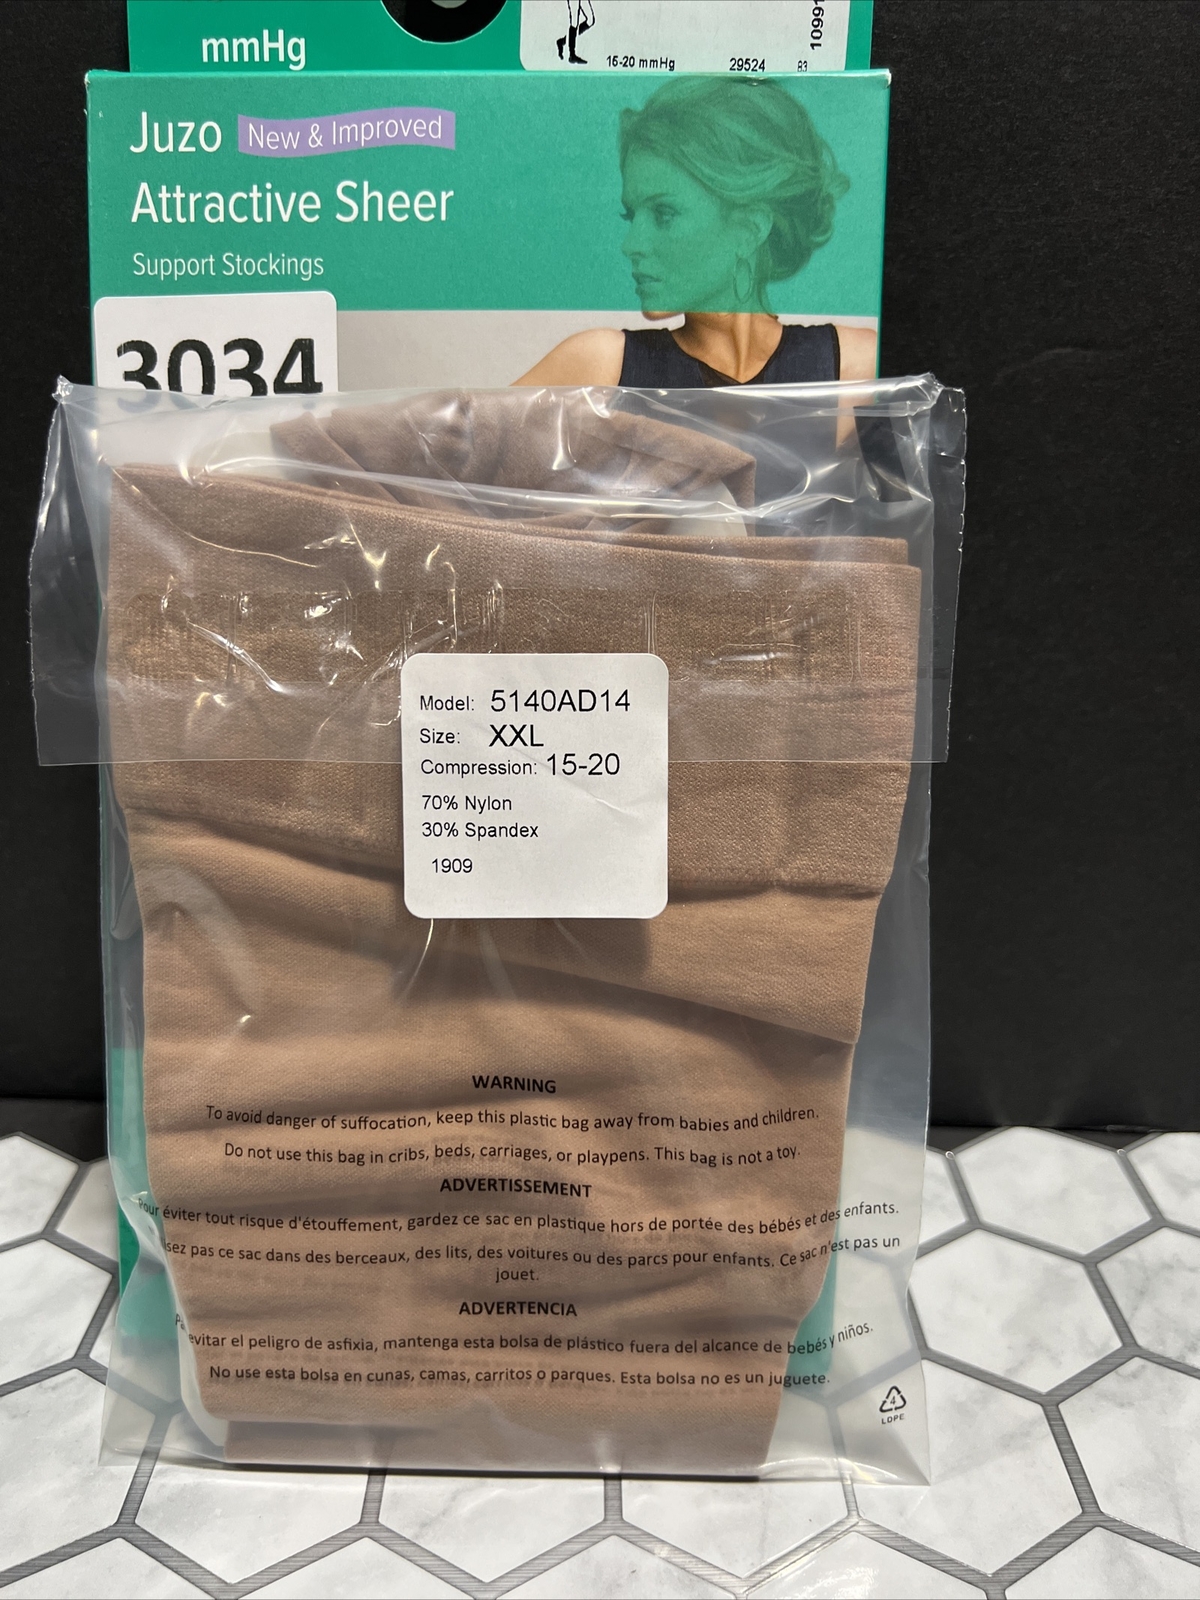 mmHg
15-20 mmHg 29524 83
10991
Juzo New & Improved
Attractive Sheer
Support Stockings
3034
Model: 5140AD14
Size: XXL
Compression: 15-20
70% Nylon
30% Spandex
1909
WARNING
To avoid danger of suffocation, keep this plastic bag away from babies and children.
Do not use this bag in cribs, beds, carriages, or playpens. This bag is not a toy.
ADVERTISSEMENT
Pour éviter tout risque d'étouffement, gardez ce sac en plastique hors de portée des bébés et des enfants.
pas ce sac dans des berceaux, des lits, des voitures ou des parcs pour enfants. Ce sac n'est pas un
jouet.
ADVERTENCIA
evitar el peligro de asfixia, mantenga esta bolsa de plástico fuera del alcance de bebés y niños.
No use esta bolsa en cunas, camas, carritos o parques. Esta bolsa no es un juguete.
4
LDPE